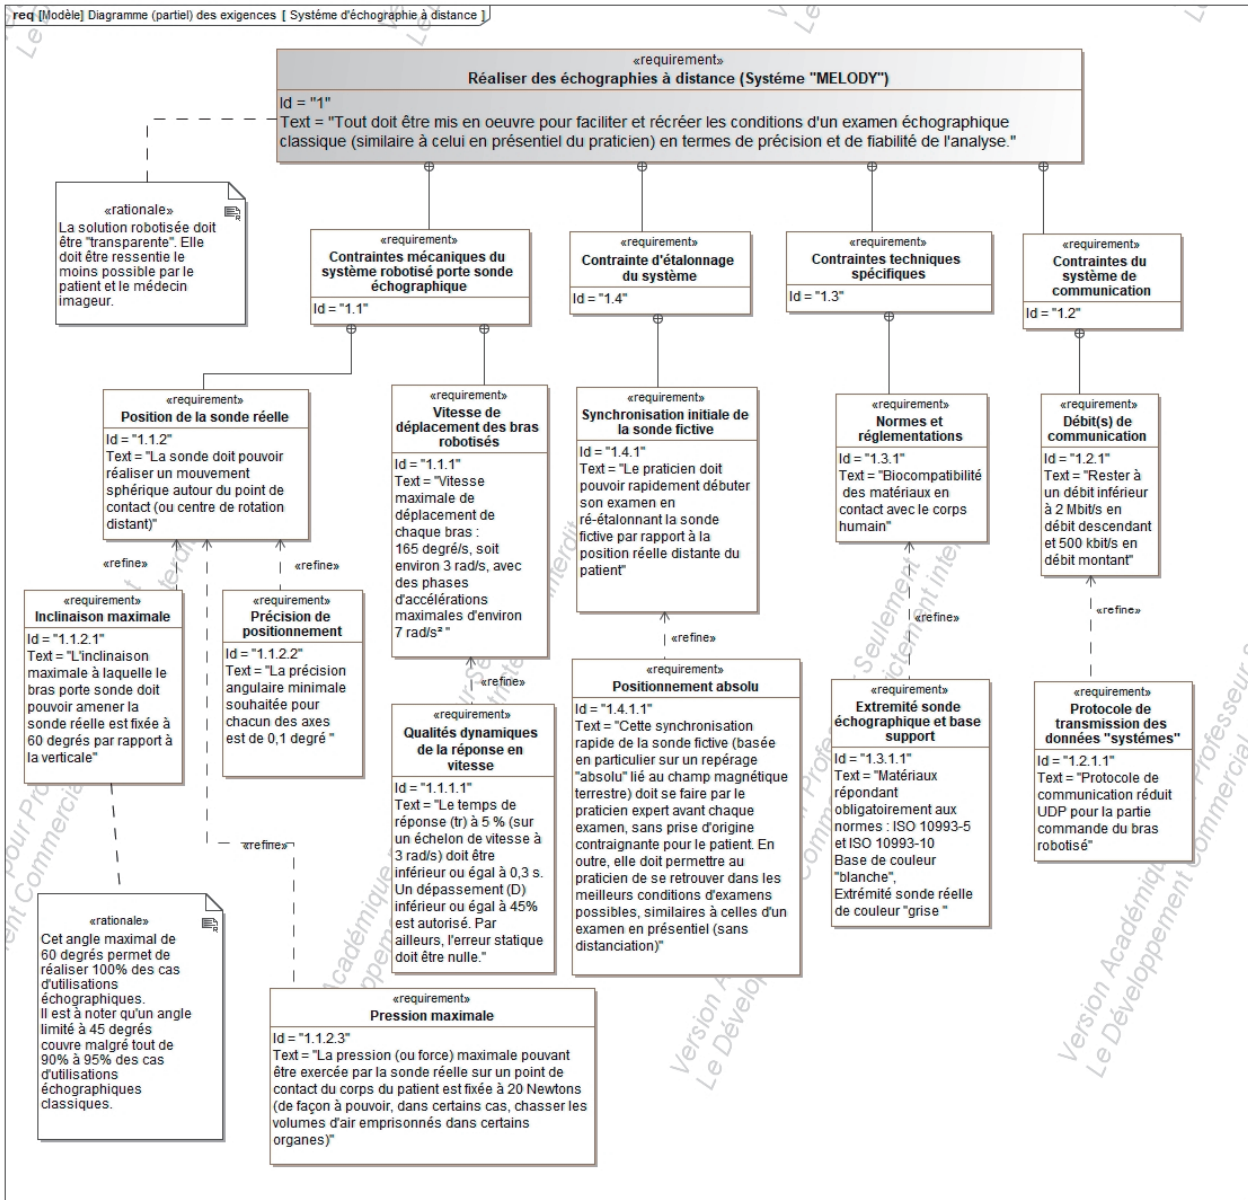 req [Modèle] Diagramme (partiel) des exigences [ Systéme d'échographie à distance ]
«requirement»
Réaliser des échographies à distance (Systéme "MELODY")
Id = "1"
Text = "Tout doit être mis en oeuvre pour faciliter et récréer les conditions d'un examen échographique
classique (similaire à celui en présentiel du praticien) en termes de précision et de fiabilité de l'analyse."
«rationale»
La solution robotisée doit
être "transparente". Elle
doit être ressentie le
moins possible par le
patient et le médecin
imageur.
«requirement»
Contraintes mécaniques du
système robotisé porte sonde
échographique
Id = "1.1"
«requirement»
Contrainte d'étalonnage
du système
Id = "1.4"
«requirement»
Contraintes techniques
spécifiques
Id = "1.3"
«requirement»
Contraintes du
système de
communication
Id = "1.2"
«requirement»
Position de la sonde réelle
Id = "1.1.2"
Text = "La sonde doit pouvoir
réaliser un mouvement
sphérique autour du point de
contact (ou centre de rotation
distant)"
«requirement»
Vitesse de
déplacement des bras
robotisés
Id = "1.1.1"
Text = "Vitesse
maximale de
déplacement de
chaque bras :
165 degré/s, soit
environ 3 rad/s, avec
des phases
d'accélérations
maximales d'environ
7 rad/s² "
«requirement»
Synchronisation initiale de
la sonde fictive
Id = "1.4.1"
Text = "Le praticien doit
pouvoir rapidement débuter
son examen en
ré-étalonnant la sonde
fictive par rapport à la
position réelle distante du
patient"
«requirement»
Normes et
réglementations
Id = "1.3.1"
Text = "Biocompatibilité
des matériaux en
contact avec le corps
humain"
«requirement»
Débit(s) de
communication
Id = "1.2.1"
Text = "Rester à
un débit inférieur
à 2 Mbit/s en
débit descendant
et 500 kbit/s en
débit montant"
«refine»
«refine»
«requirement»
Inclinaison maximale
Id = "1.1.2.1"
Text = "L'inclinaison
maximale à laquelle le
bras porte sonde doit
pouvoir amener la
sonde réelle est fixée à
60 degrés par rapport à
la verticale"
«requirement»
Précision de
positionnement
Id = "1.1.2.2"
Text = "La précision
angulaire minimale
souhaitée pour
chacun des axes
est de 0,1 degré "
«refine»
«requirement»
Qualités dynamiques
de la réponse en
vitesse
Id = "1.1.1.1"
Text = "Le temps de
réponse (tr) à 5 % (sur
un échelon de vitesse à
3 rad/s) doit être
inférieur ou égal à 0,3 s.
Un dépassement (D)
inférieur ou égal à 45%
est autorisé. Par
ailleurs, l'erreur statique
doit être nulle."
«refine»
«requirement»
Positionnement absolu
Id = "1.4.1.1"
Text = "Cette synchronisation
rapide de la sonde fictive (basée
en particulier sur un repérage
"absolu" lié au champ magnétique
terrestre) doit se faire par le
praticien expert avant chaque
examen, sans prise d'origine
contraignante pour le patient. En
outre, elle doit permettre au
praticien de se retrouver dans les
meilleurs conditions d'examens
possibles, similaires à celles d'un
examen en présentiel (sans
distanciation)"
«refine»
«requirement»
Extremité sonde
échographique et base
support
Id = "1.3.1.1"
Text = "Matériaux
répondant
obligatoirement aux
normes : ISO 10993-5
et ISO 10993-10
Base de couleur
"blanche",
Extrémité sonde réelle
de couleur "grise "
«refine»
«requirement»
Protocole de
transmission des
données "systémes"
Id = "1.2.1.1"
Text = "Protocole de
communication réduit
UDP pour la partie
commande du bras
robotisé"
«refine»
«rationale»
Cet angle maximal de
60 degrés permet de
réaliser 100% des cas
d'utilisations
échographiques.
Il est à noter qu'un angle
limité à 45 degrés
couvre malgré tout de
90% à 95% des cas
d'utilisations
échographiques
classiques.
«requirement»
Pression maximale
Id = "1.1.2.3"
Text = "La pression (ou force) maximale pouvant
être exercée par la sonde réelle sur un point de
contact du corps du patient est fixée à 20 Newtons
(de façon à pouvoir, dans certains cas, chasser les
volumes d'air emprisonnés dans certains
organes)"